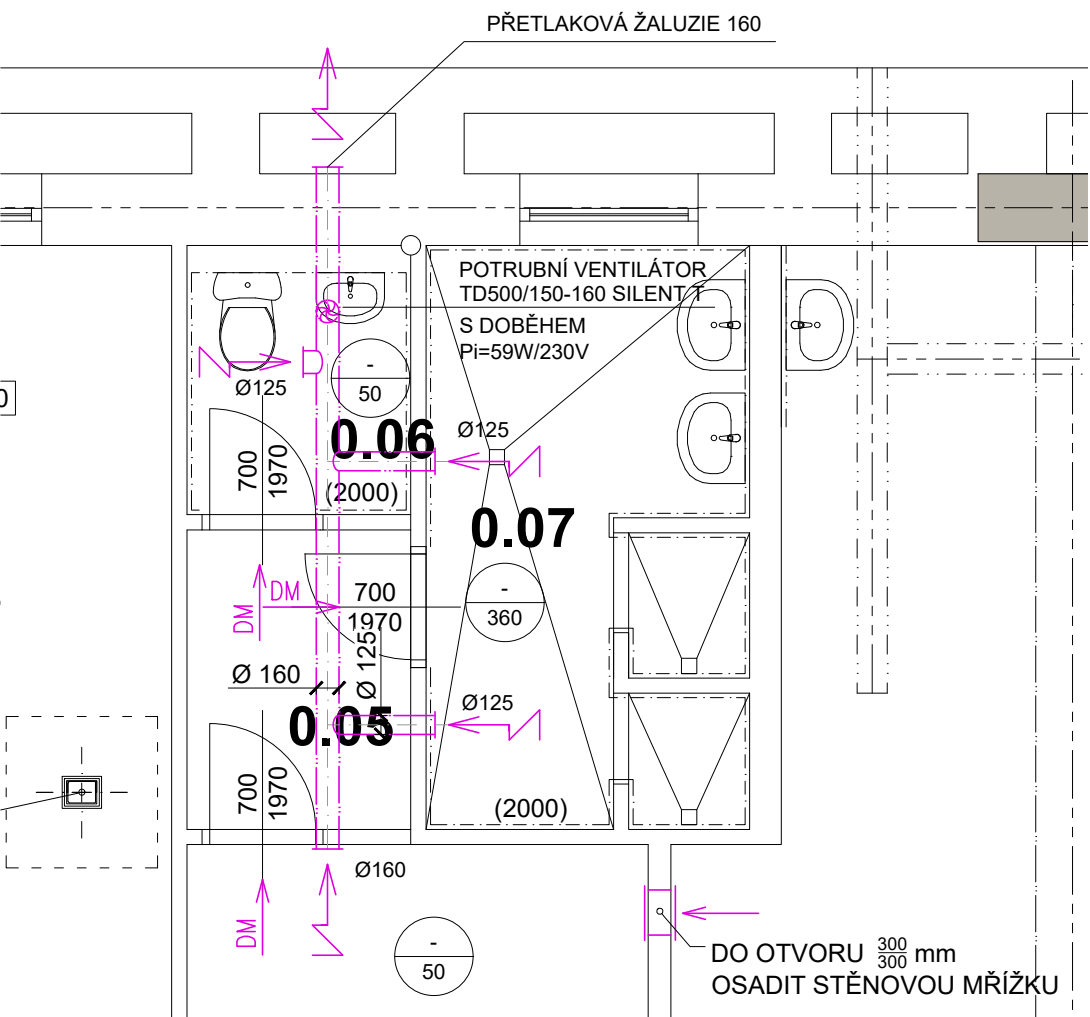 PŘETLAKOVÁ ŽALUZIE 160
POTRUBNÍ VENTILÁTOR
TD500/150-160 SILENT T
S DOBĚHEM
Pi=59W/230V
-
50
Ø125
0.06
Ø125
700
1970
(2000)
0.07
DM
DM
700
1970
-
360
Ø 125
Ø 160
Ø125
0.05
700
1970
(2000)
Ø160
DM
-
50
DO OTVORU 300/300 mm
OSADIT STĚNOVOU MŘÍŽKU